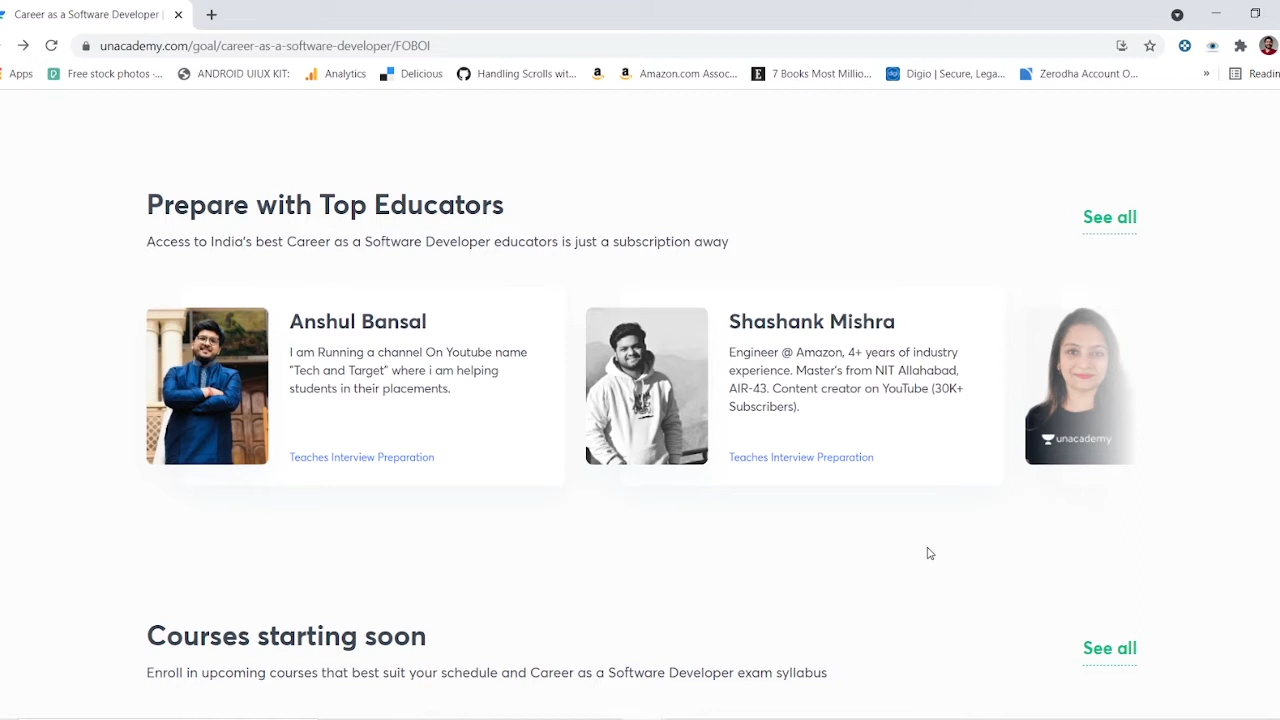 Career as a Software Developer |
unacademy.com/goal/career-as-a-software-developer/FOBOI
Apps Free stock photos -... ANDROID UIUX KIT: Analytics Delicious Handling Scrolls wit... Amazon.com Assoc... 7 Books Most Millio... Digio | Secure, Lega... Zerodha Account O... » Readin
Prepare with Top Educators
See all
Access to India's best Career as a Software Developer educators is just a subscription away
Anshul Bansal
I am Running a channel On Youtube name
"Tech and Target" where i am helping
students in their placements.
Teaches Interview Preparation
Shashank Mishra
Engineer @ Amazon, 4+ years of industry
experience. Master's from NIT Allahabad,
AIR-43. Content creator on YouTube (30K+
Subscribers).
Teaches Interview Preparation
unacademy
Courses starting soon
See all
Enroll in upcoming courses that best suit your schedule and Career as a Software Developer exam syllabus